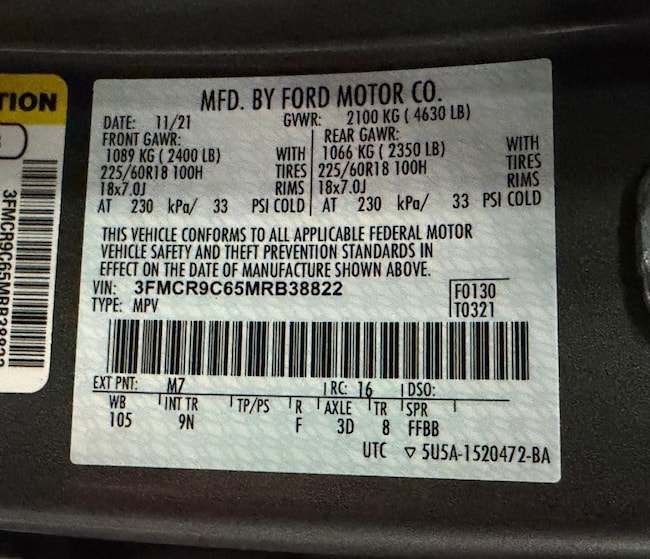 TION
3FMCR9C65MRB38822
MFD. BY FORD MOTOR CO.
DATE: 11/21 GVWR: 2100 KG ( 4630 LB)
FRONT GAWR: REAR GAWR:
1089 KG ( 2400 LB) WITH 1066 KG ( 2350 LB) WITH
225/60R18 100H TIRES 225/60R18 100H TIRES
18x7.0J RIMS 18x7.0J RIMS
AT 230 kPa/ 33 PSI COLD AT 230 kPa/ 33 PSI COLD
THIS VEHICLE CONFORMS TO ALL APPLICABLE FEDERAL MOTOR
VEHICLE SAFETY AND THEFT PREVENTION STANDARDS IN
EFFECT ON THE DATE OF MANUFACTURE SHOWN ABOVE.
VIN: 3FMCR9C65MRB38822 F0130
TYPE: MPV T0321
EXT PNT: M7 RC: 16 DSO:
WB INT TR TP/PS R AXLE TR SPR
105 9N F 3D 8 FFBB
UTC ▽ 5U5A-1520472-BA